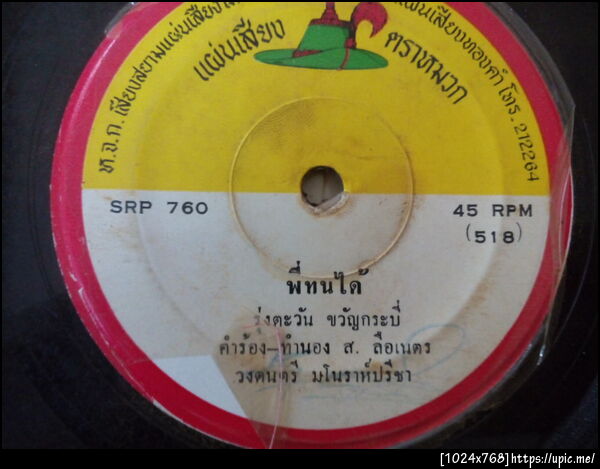 ห.จ.ก. เสียงสยามแผ่นเสียง
แผ่นเสียงทองคำ โทร. 212264
แผ่นเสียง ตราหมวก
SRP 760
45 RPM
(518)
พี่ทนได้
รุ่งตะวัน ขวัญกระบี่
คำร้อง-ทำนอง ส. ลือเนตร
วงดนตรี มโนราห์ปรีชา
[1024x768]https://upic.me/